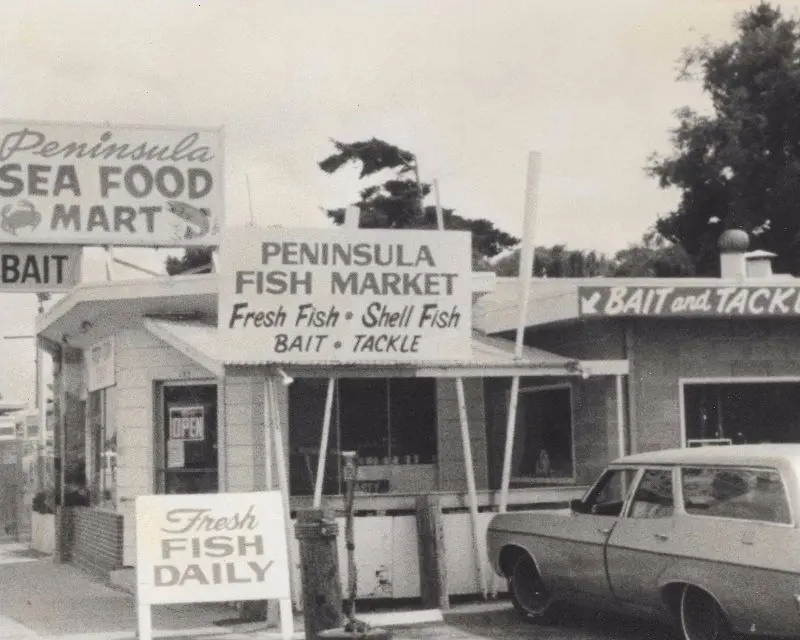 Peninsula
SEA FOOD
MART
BAIT
PENINSULA
FISH MARKET
Fresh Fish • Shell Fish
BAIT • TACKLE
BAIT and TACKLE
OPEN
Fresh
FISH
DAILY